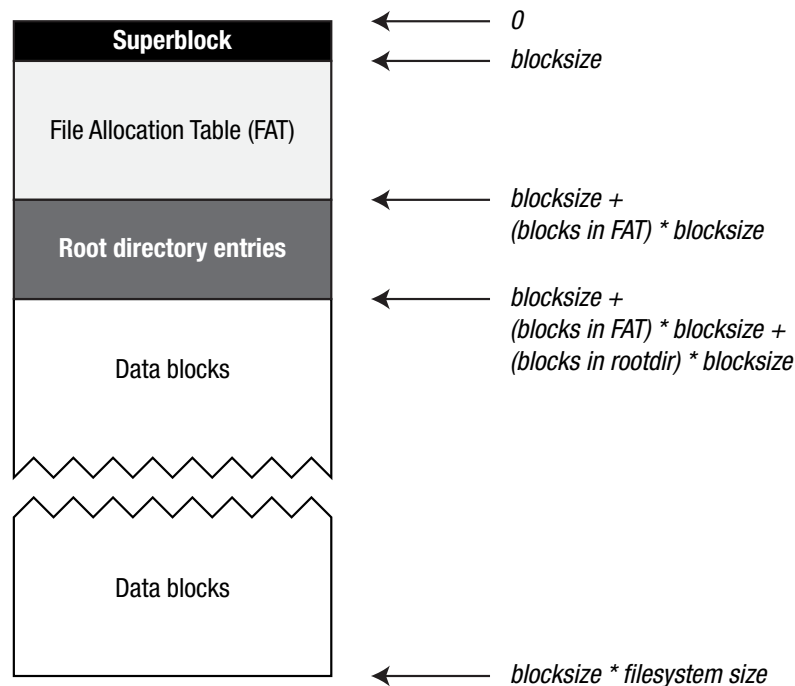 Superblock
0
blocksize
File Allocation Table (FAT)
blocksize +
(blocks in FAT) * blocksize
Root directory entries
blocksize +
(blocks in FAT) * blocksize +
(blocks in rootdir) * blocksize
Data blocks
Data blocks
blocksize * filesystem size